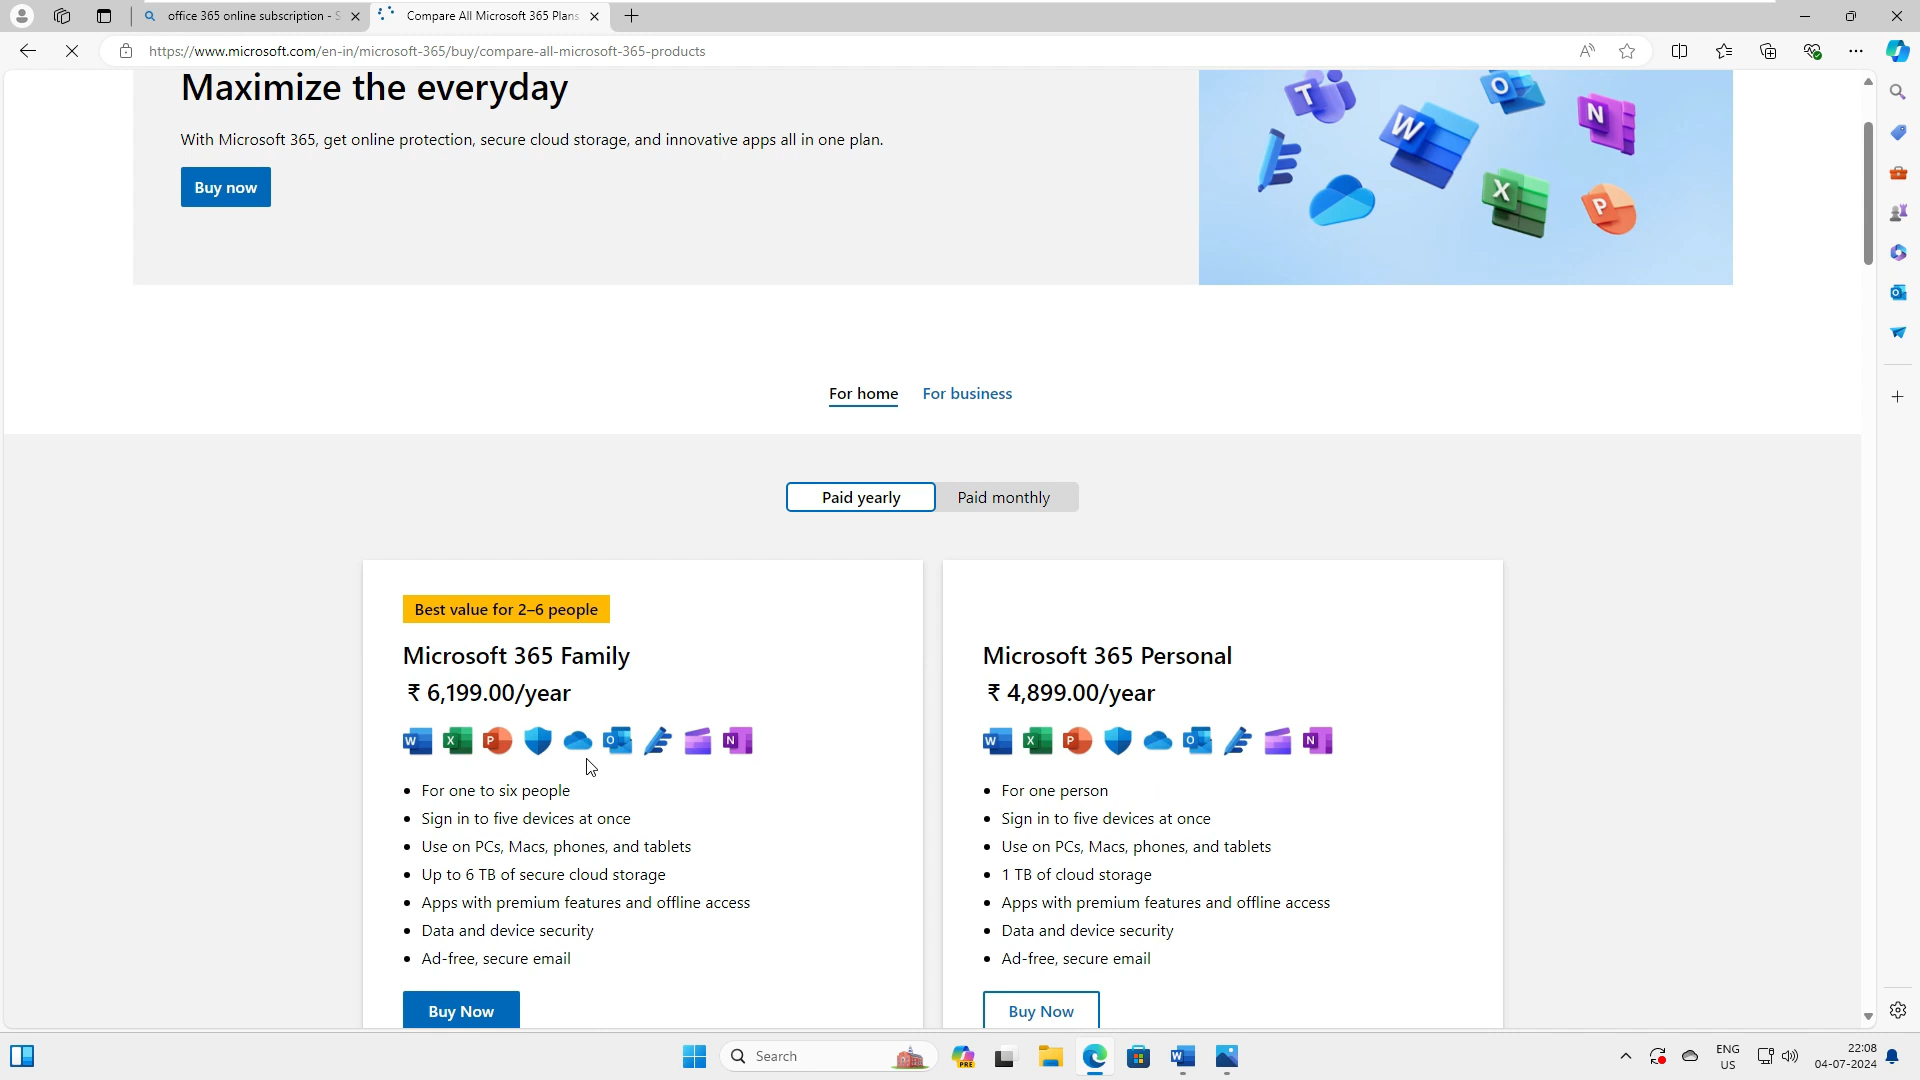 office 365 online subscription - S
Compare All Microsoft 365 Plans
https://www.microsoft.com/en-in/microsoft-365/buy/compare-all-microsoft-365-products
Maximize the everyday
With Microsoft 365, get online protection, secure cloud storage, and innovative apps all in one plan.
Buy now
For home For business
Paid yearly Paid monthly
Best value for 2–6 people
Microsoft 365 Family
₹ 6,199.00/year
For one to six people
Sign in to five devices at once
Use on PCs, Macs, phones, and tablets
Up to 6 TB of secure cloud storage
Apps with premium features and offline access
Data and device security
Ad-free, secure email
Buy Now
Microsoft 365 Personal
₹ 4,899.00/year
For one person
Sign in to five devices at once
Use on PCs, Macs, phones, and tablets
1 TB of cloud storage
Apps with premium features and offline access
Data and device security
Ad-free, secure email
Buy Now
Search
ENG
US
22:08
04-07-2024